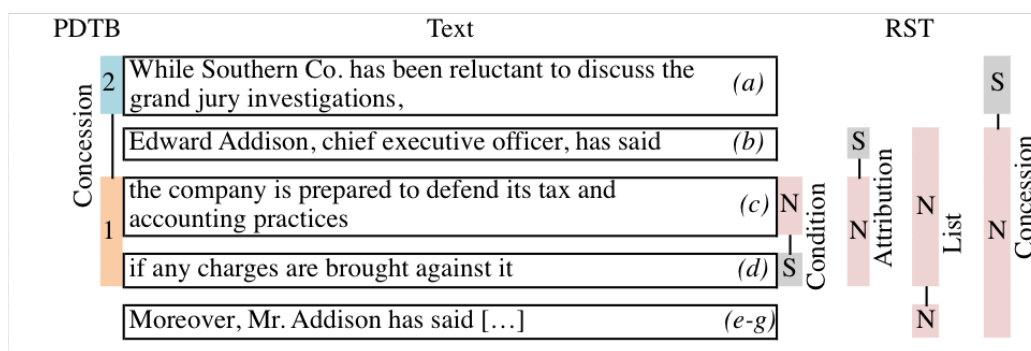 PDTB Text RST
2 While Southern Co. has been reluctant to discuss the
grand jury investigations, (a) S
Edward Addison, chief executive officer, has said (b) S
Concession
1 the company is prepared to defend its tax and
accounting practices (c) N
N Attribution N List N Concession
Condition
if any charges are brought against it (d) S
Moreover, Mr. Addison has said […] (e-g) N